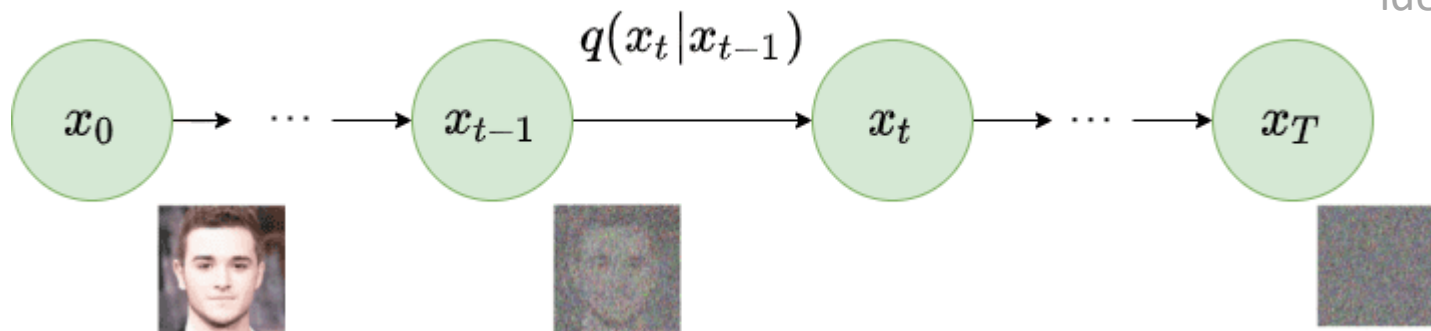 q(x_t|x_{t-1})
x_0 ··· x_{t-1} x_t ··· x_T